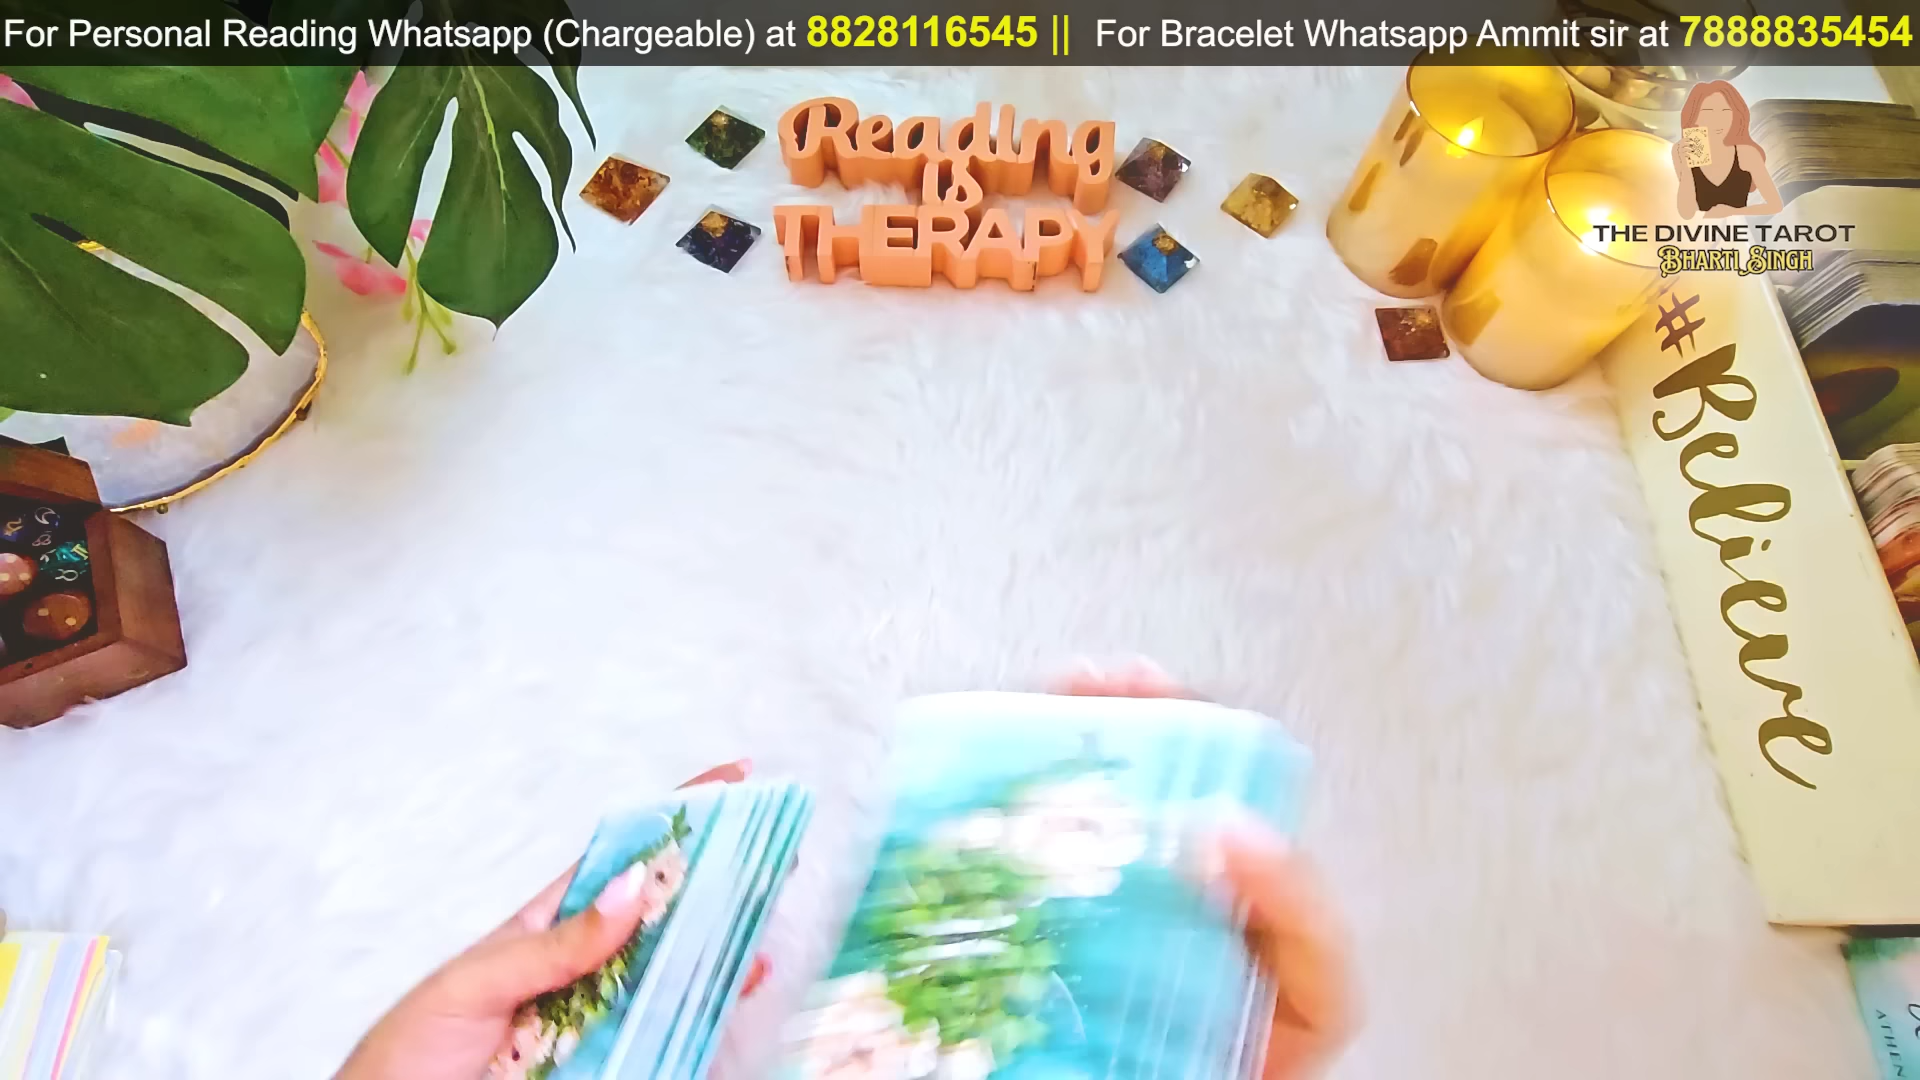 For Personal Reading Whatsapp (Chargeable) at 8828116545 || For Bracelet Whatsapp Ammit sir at 7888835454
Reading
is
THERAPY
THE DIVINE TAROT
BHARTI SINGH
#Believe